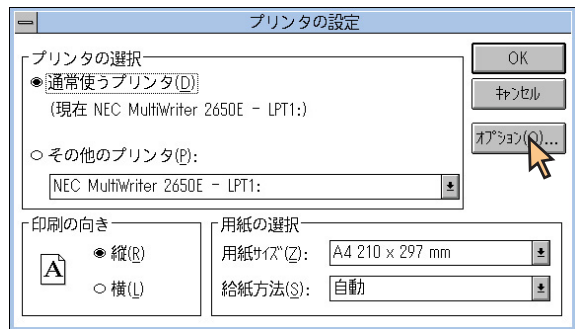 プリンタの設定
プリンタの選択
通常使うプリンタ(D)
(現在 NEC MultiWriter 2650E - LPT1:)
その他のプリンタ(P):
NEC MultiWriter 2650E - LPT1:
OK
ｷｬﾝｾﾙ
ｵﾌﾟｼｮﾝ(O)...
印刷の向き
A
縦(R)
横(L)
用紙の選択
用紙ｻｲｽﾞ(Z): A4 210 × 297 mm
給紙方法(S): 自動